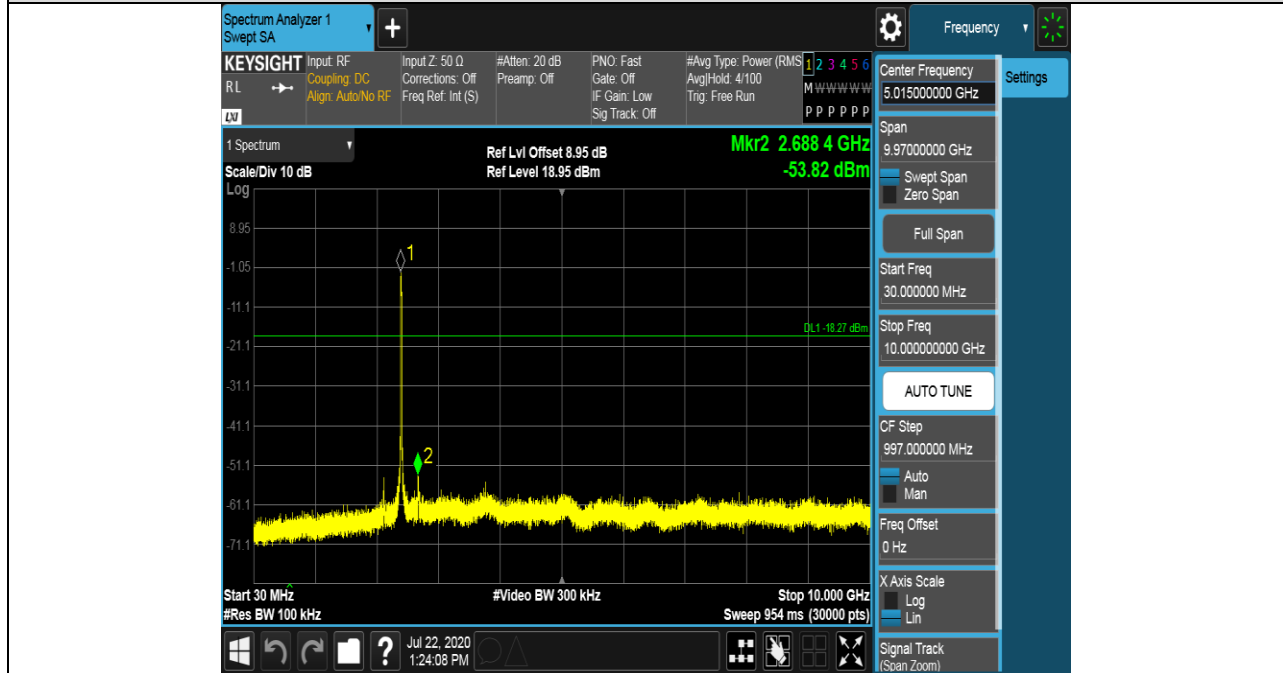 Spectrum Analyzer 1
Swept SA
Frequency
KEYSIGHT
RL
LXI
Input: RF
Coupling: DC
Align: Auto/No RF
Input Z: 50 Ω
Corrections: Off
Freq Ref: Int (S)
#Atten: 20 dB
Preamp: Off
PNO: Fast
Gate: Off
IF Gain: Low
Sig Track: Off
#Avg Type: Power (RMS
Avg|Hold: 4/100
Trig: Free Run
1 2 3 4 5 6
M W W W W W
P P P P P P
1 Spectrum
Scale/Div 10 dB
Log
Ref Lvl Offset 8.95 dB
Ref Level 18.95 dBm
Mkr2 2.688 4 GHz
-53.82 dBm
8.95
-1.05
-11.1
-21.1
-31.1
-41.1
-51.1
-61.1
-71.1
1
2
DL1 -18.27 dBm
Start 30 MHz
#Res BW 100 kHz
#Video BW 300 kHz
Stop 10.000 GHz
Sweep 954 ms (30000 pts)
Jul 22, 2020
1:24:08 PM
Center Frequency
5.015000000 GHz
Span
9.97000000 GHz
Swept Span
Zero Span
Full Span
Start Freq
30.000000 MHz
Stop Freq
10.000000000 GHz
AUTO TUNE
CF Step
997.000000 MHz
Auto
Man
Freq Offset
0 Hz
X Axis Scale
Log
Lin
Signal Track
(Span Zoom)
Settings